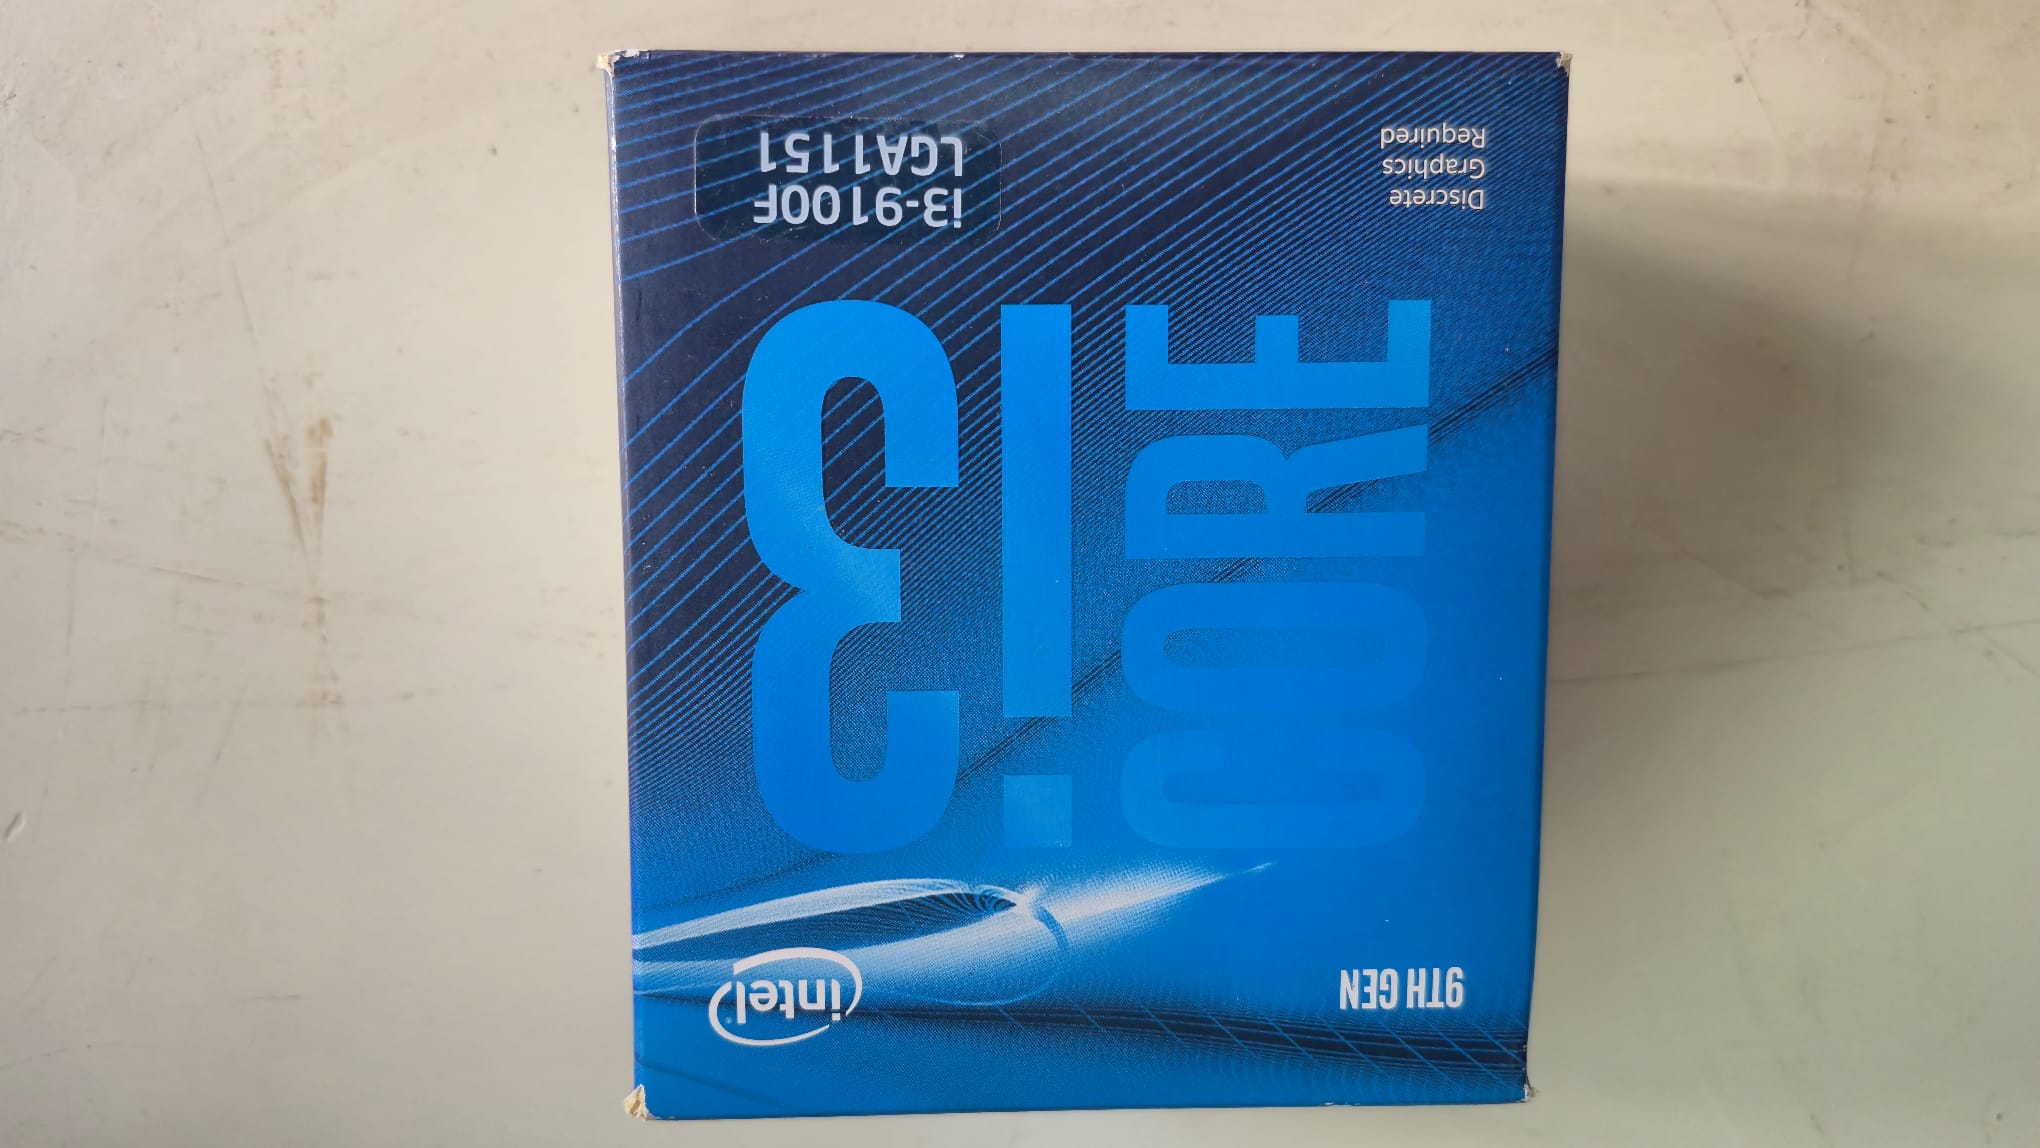 9TH GEN
intel®
CORE i3
Discrete
Graphics
Required
i3-9100F
LGA1151